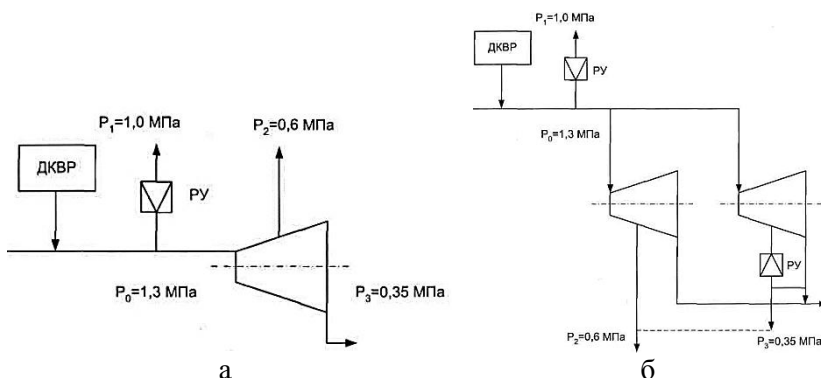 ДКВР
P₁=1,0 МПа
РУ
P₂=0,6 МПа
P₀=1,3 МПа
P₃=0,35 МПа
а
ДКВР
P₁=1,0 МПа
РУ
P₀=1,3 МПа
РУ
P₂=0,6 МПа
P₃=0,35 МПа
б